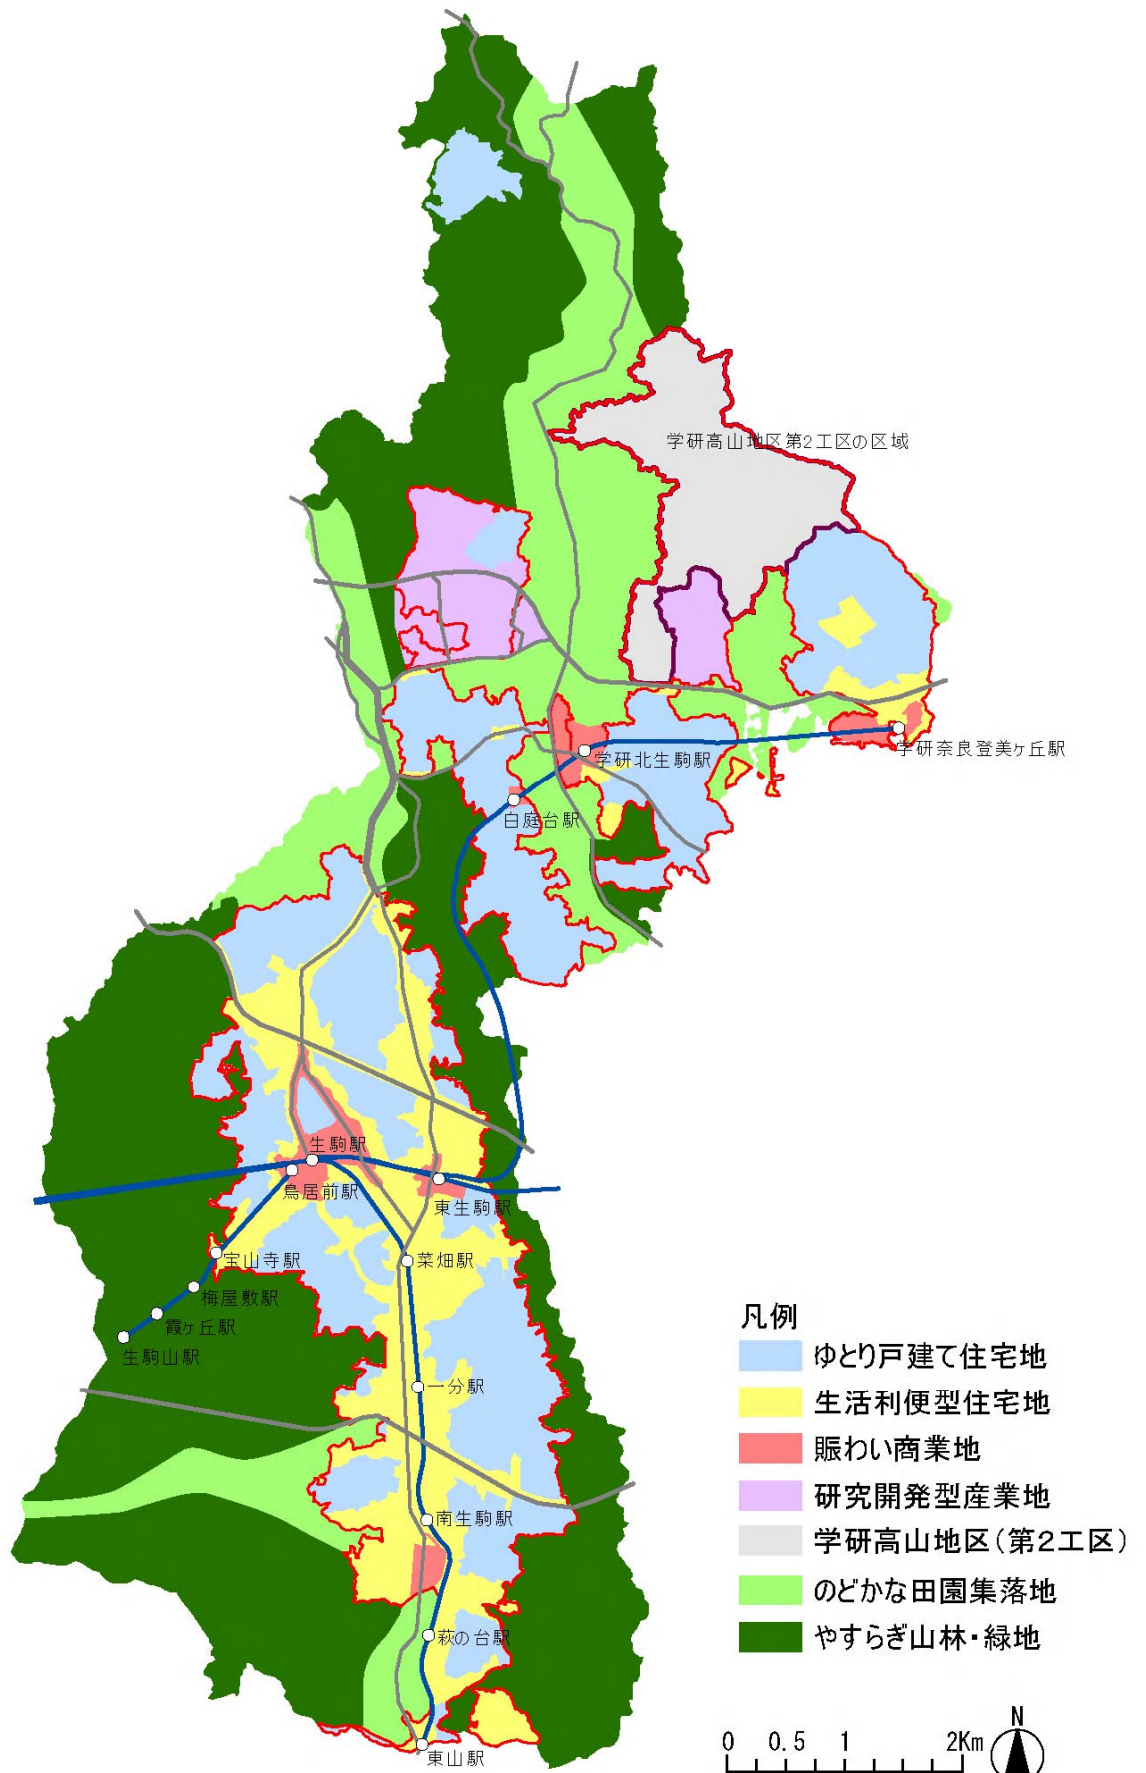 学研高山地区第2工区の区域
学研奈良登美ヶ丘駅
学研北生駒駅
白庭台駅
生駒駅
鳥居前駅
東生駒駅
宝山寺駅
菜畑駅
梅屋敷駅
霞ヶ丘駅
生駒山駅
一分駅
南生駒駅
萩の台駅
東山駅
凡例
ゆとり戸建て住宅地
生活利便型住宅地
賑わい商業地
研究開発型産業地
学研高山地区(第2工区)
のどかな田園集落地
やすらぎ山林・緑地
N
0 0.5 1 2Km